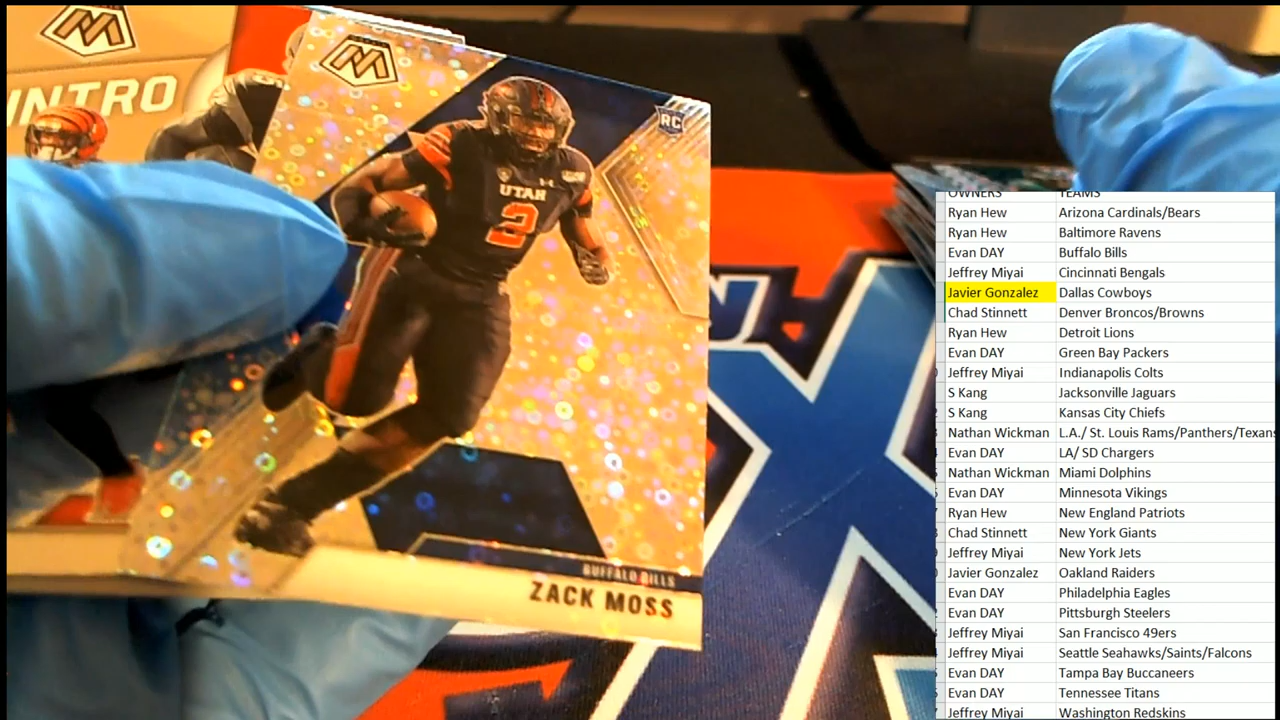 INTRO
RC
UTAH
2
BUFFALO BILLS
ZACK MOSS
OWNERS TEAMS
Ryan Hew Arizona Cardinals/Bears
Ryan Hew Baltimore Ravens
Evan DAY Buffalo Bills
Jeffrey Miyai Cincinnati Bengals
Javier Gonzalez Dallas Cowboys
Chad Stinnett Denver Broncos/Browns
Ryan Hew Detroit Lions
Evan DAY Green Bay Packers
Jeffrey Miyai Indianapolis Colts
S Kang Jacksonville Jaguars
S Kang Kansas City Chiefs
Nathan Wickman L.A./ St. Louis Rams/Panthers/Texans
Evan DAY LA/ SD Chargers
Nathan Wickman Miami Dolphins
Evan DAY Minnesota Vikings
Ryan Hew New England Patriots
Chad Stinnett New York Giants
Jeffrey Miyai New York Jets
Javier Gonzalez Oakland Raiders
Evan DAY Philadelphia Eagles
Evan DAY Pittsburgh Steelers
Jeffrey Miyai San Francisco 49ers
Jeffrey Miyai Seattle Seahawks/Saints/Falcons
Evan DAY Tampa Bay Buccaneers
Evan DAY Tennessee Titans
Jeffrey Miyai Washington Redskins